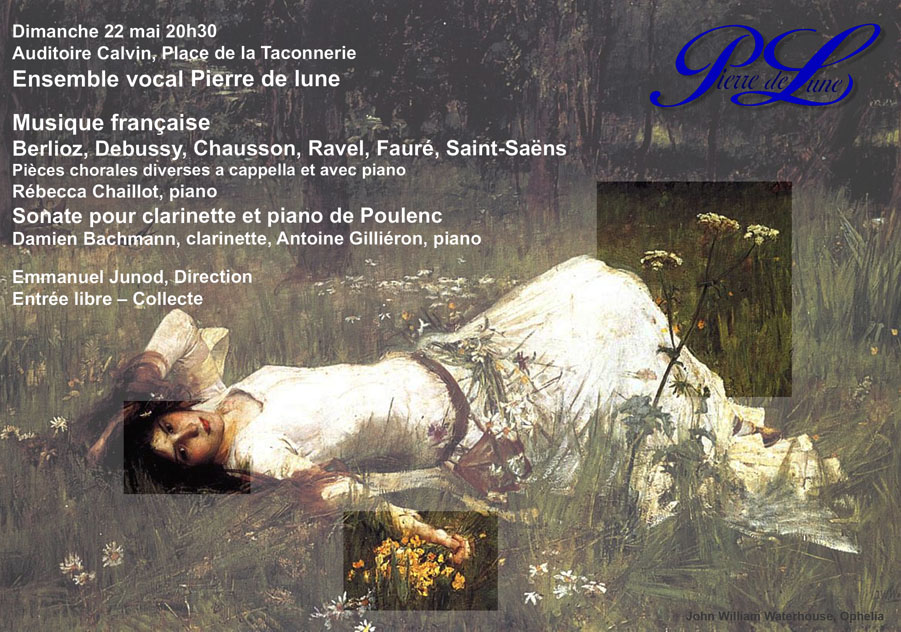 Dimanche 22 mai 20h30
Auditoire Calvin, Place de la Taconnerie
Ensemble vocal Pierre de lune
Pierre de Lune
Musique française
Berlioz, Debussy, Chausson, Ravel, Fauré, Saint-Saëns
Pièces chorales diverses a cappella et avec piano
Rébecca Chaillot, piano
Sonate pour clarinette et piano de Poulenc
Damien Bachmann, clarinette, Antoine Gilliéron, piano
Emmanuel Junod, Direction
Entrée libre – Collecte
John William Waterhouse, Ophelia